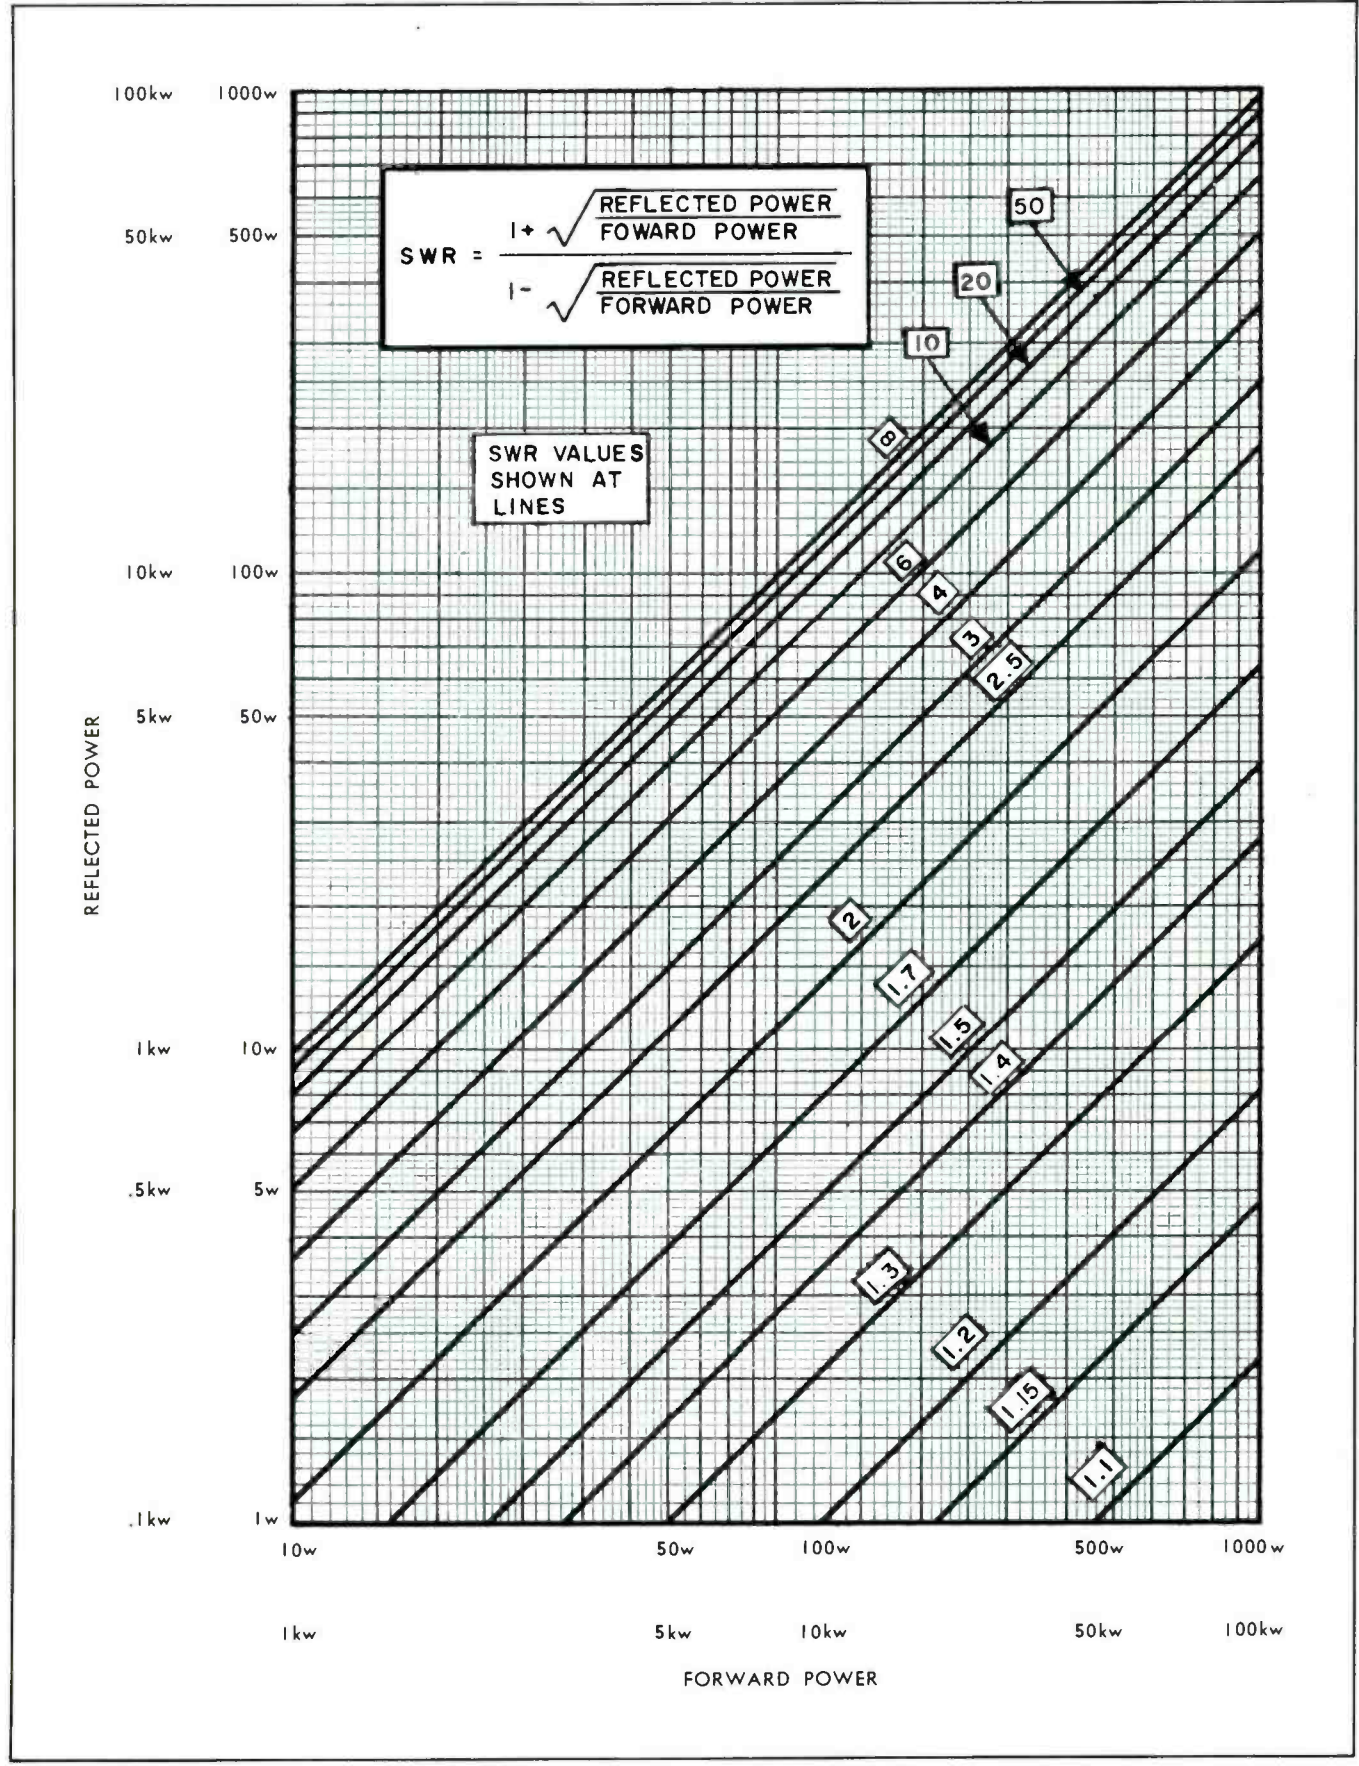 100kw 1000w
50kw 500w
10kw 100w
5kw 50w
1kw 10w
.5kw 5w
.1kw 1w
REFLECTED POWER
SWR = 1+ √ REFLECTED POWER
FOWARD POWER
1- √ REFLECTED POWER
FORWARD POWER
SWR VALUES
SHOWN AT
LINES
50
20
10
∞
6
4
3
2.5
2
1.7
1.5
1.4
1.3
1.2
1.15
1.1
10w 50w 100w 500w 1000w
1kw 5kw 10kw 50kw 100kw
FORWARD POWER